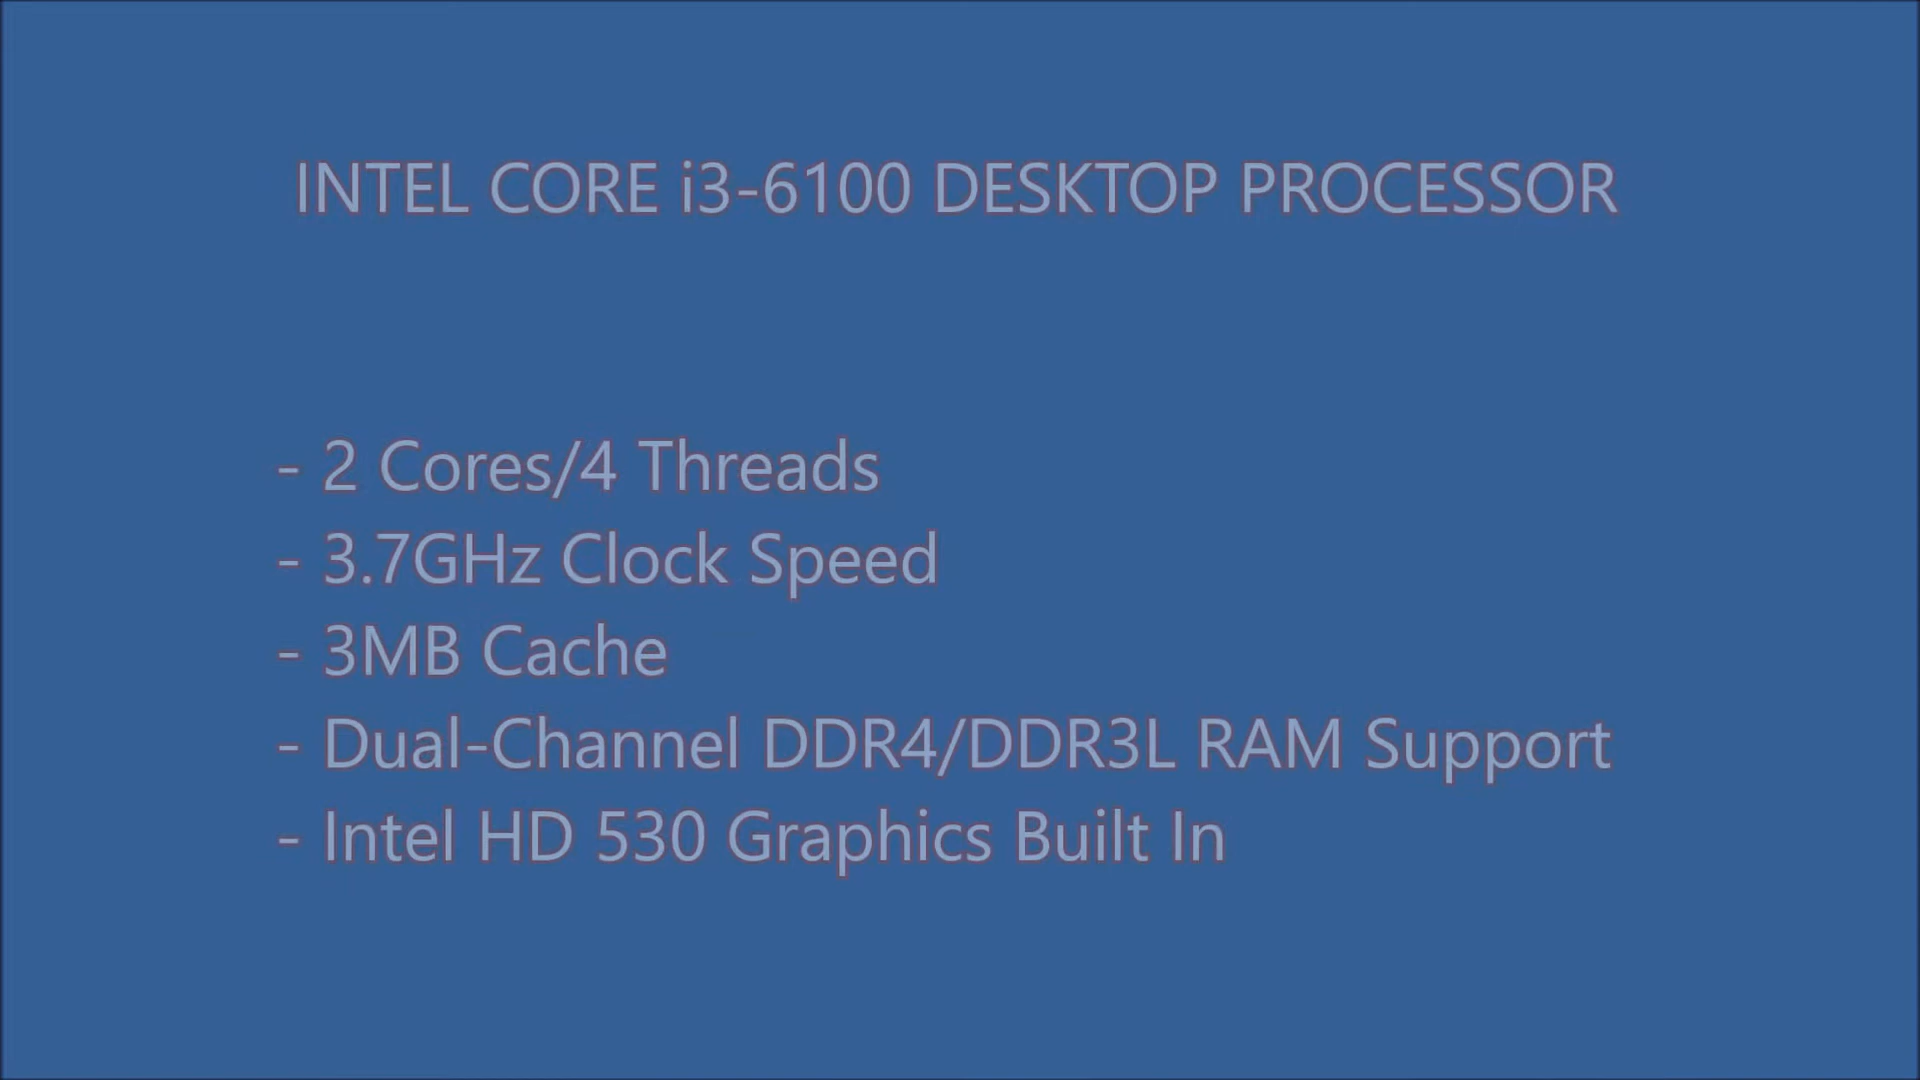 INTEL CORE i3-6100 DESKTOP PROCESSOR
- 2 Cores/4 Threads
- 3.7GHz Clock Speed
- 3MB Cache
- Dual-Channel DDR4/DDR3L RAM Support
- Intel HD 530 Graphics Built In